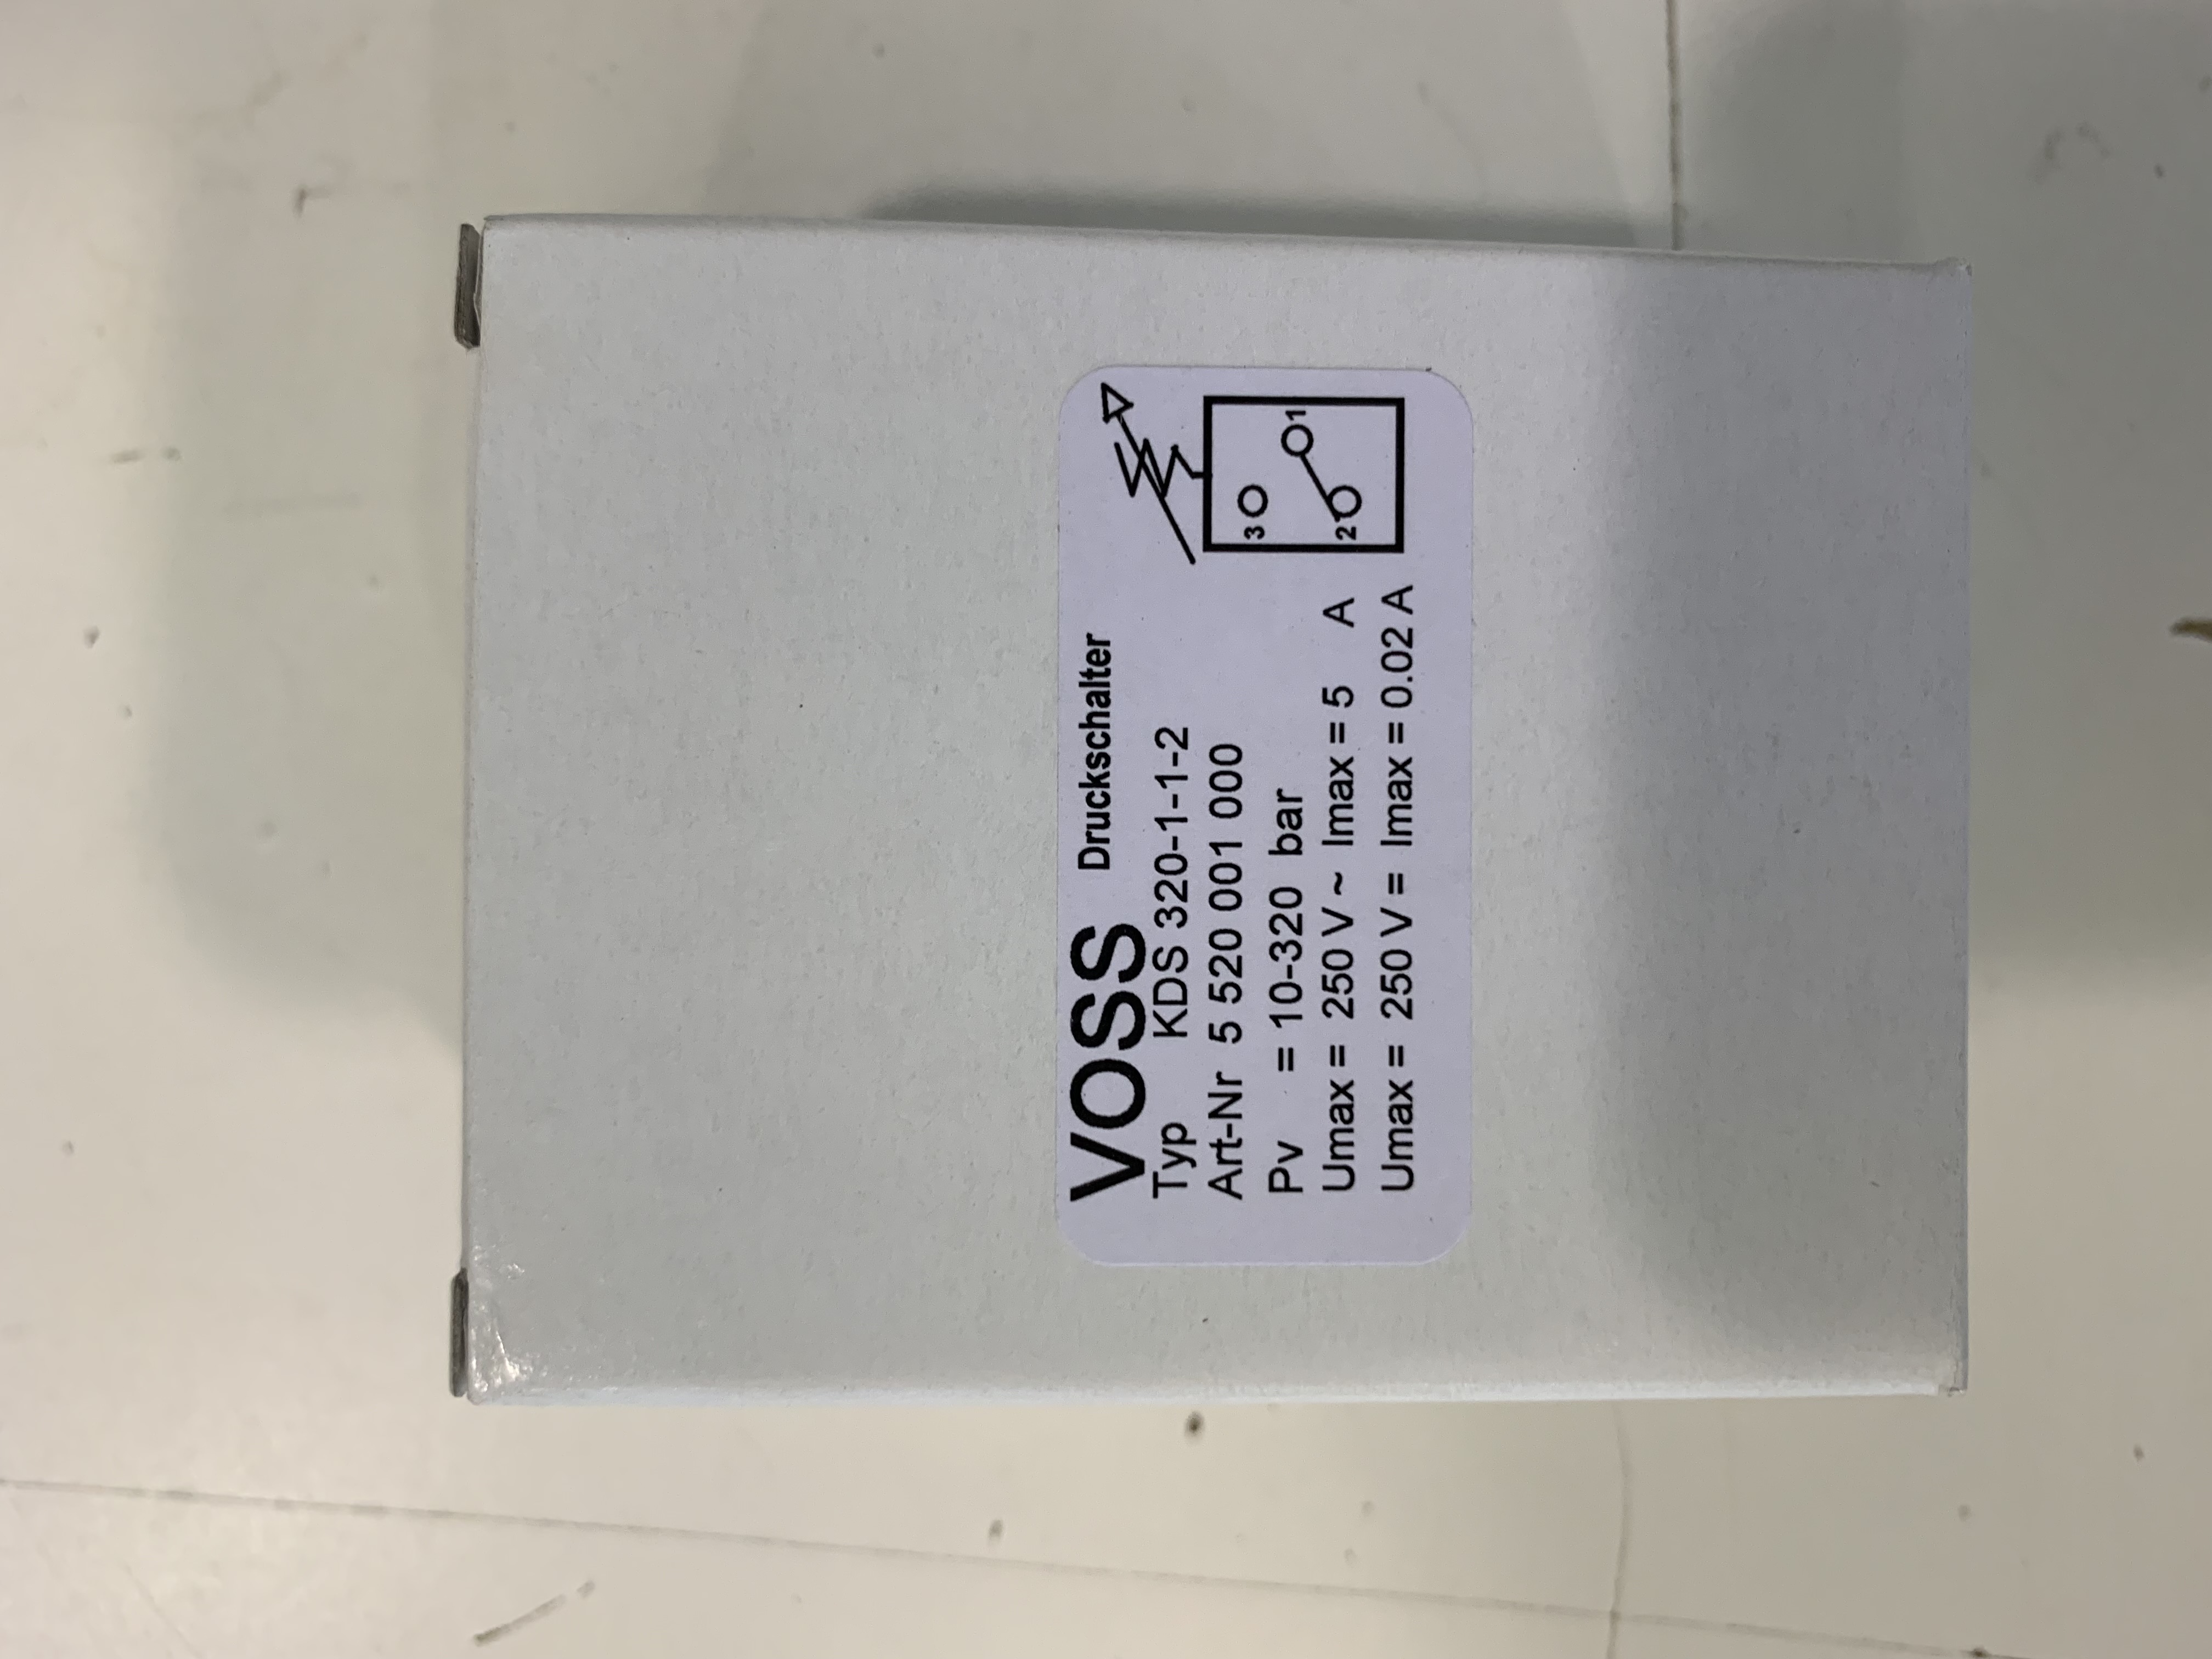 VOSS Druckschalter
Typ KDS 320-1-1-2
Art-Nr 5 520 001 000
Pv = 10-320 bar
Umax = 250 V ~ Imax = 5 A
Umax = 250 V = Imax = 0.02 A
3
1
2